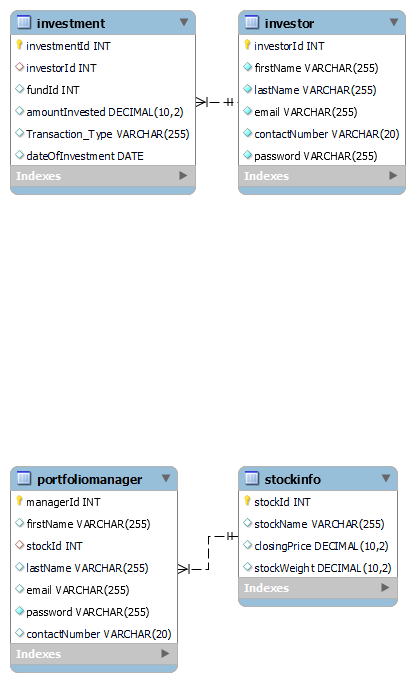 investment
investmentId INT
investorId INT
fundId INT
amountInvested DECIMAL(10,2)
Transaction_Type VARCHAR(255)
dateOfInvestment DATE
Indexes
investor
investorId INT
firstName VARCHAR(255)
lastName VARCHAR(255)
email VARCHAR(255)
contactNumber VARCHAR(20)
password VARCHAR(255)
Indexes
portfoliomanager
managerId INT
firstName VARCHAR(255)
stockId INT
lastName VARCHAR(255)
email VARCHAR(255)
password VARCHAR(255)
contactNumber VARCHAR(20)
Indexes
stockinfo
stockId INT
stockName VARCHAR(255)
closingPrice DECIMAL(10,2)
stockWeight DECIMAL(10,2)
Indexes